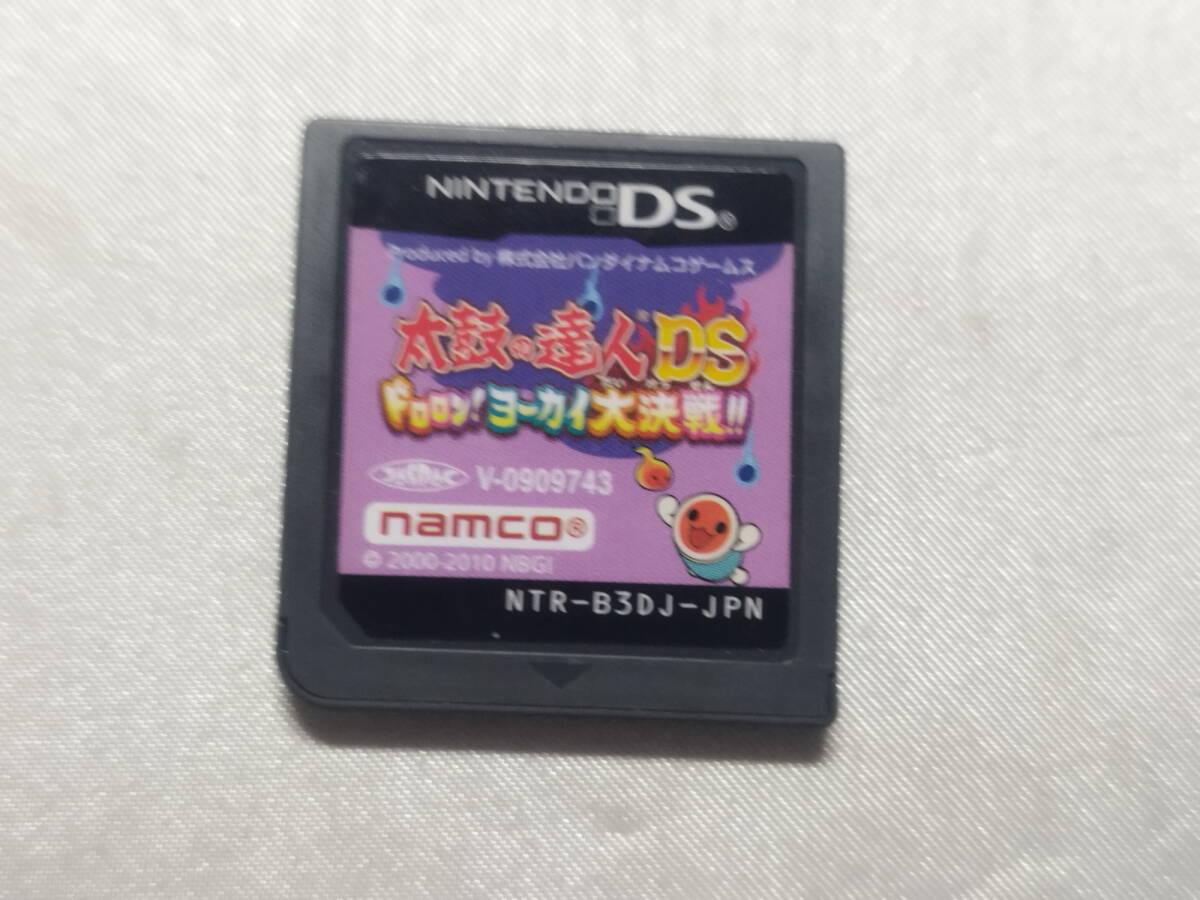 NINTENDO DS®
Produced by 株式会社バンダイナムコゲームス
太鼓の達人DS
ドロロン!ヨーカイ大決戦!!
V-0909743
namco®
© 2000-2010 NBGI
NTR-B3DJ-JPN